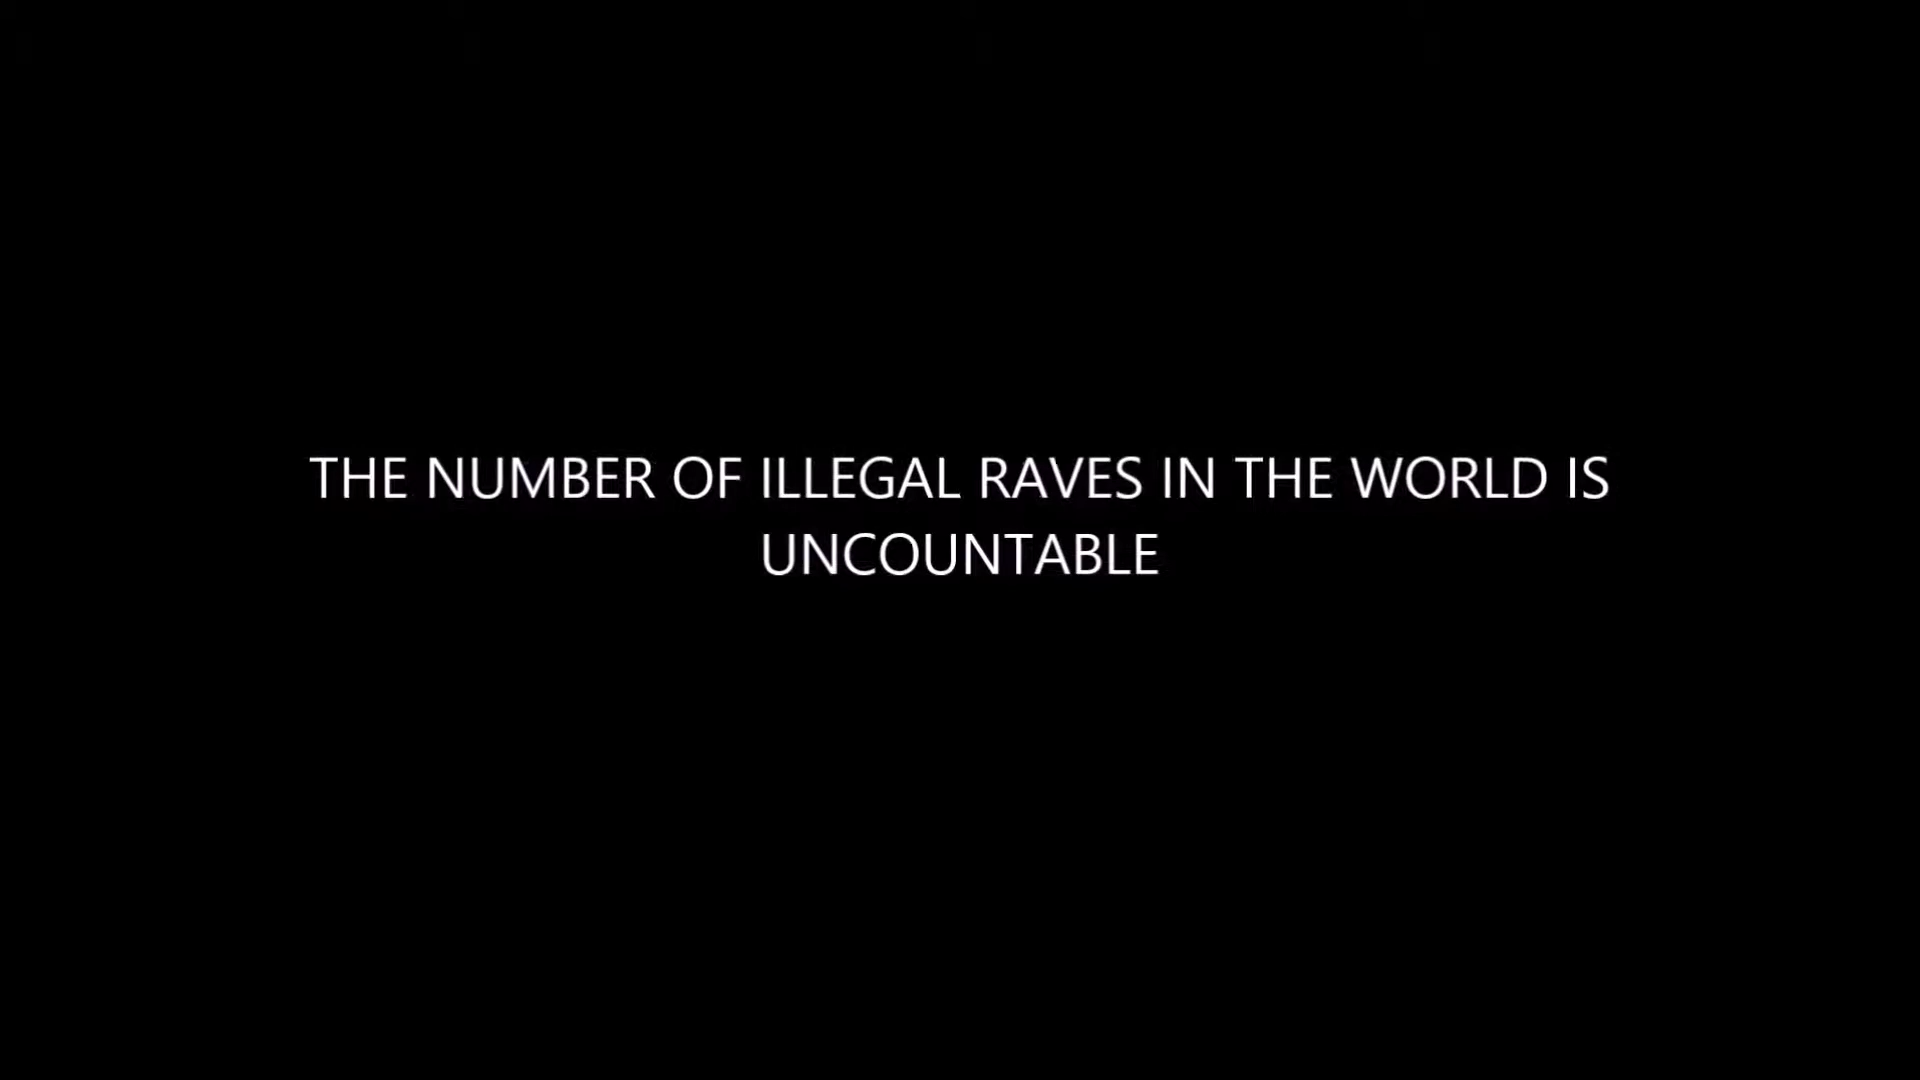 THE NUMBER OF ILLEGAL RAVES IN THE WORLD IS
UNCOUNTABLE